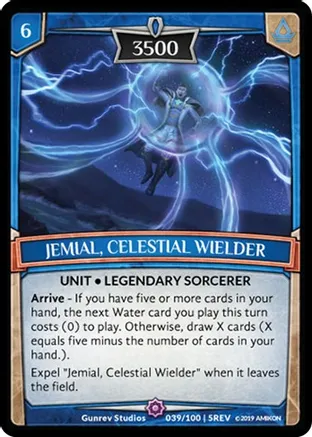 6
3500
JEMIAL, CELESTIAL WIELDER
UNIT • LEGENDARY SORCERER
Arrive - If you have five or more cards in your
hand, the next Water card you play this turn
costs (0) to play. Otherwise, draw X cards (X
equals five minus the number of cards in your
hand.).
Expel "Jemial, Celestial Wielder" when it leaves
the field.
Gunrev Studios 039/100 | SREV ©2019 AMIKON